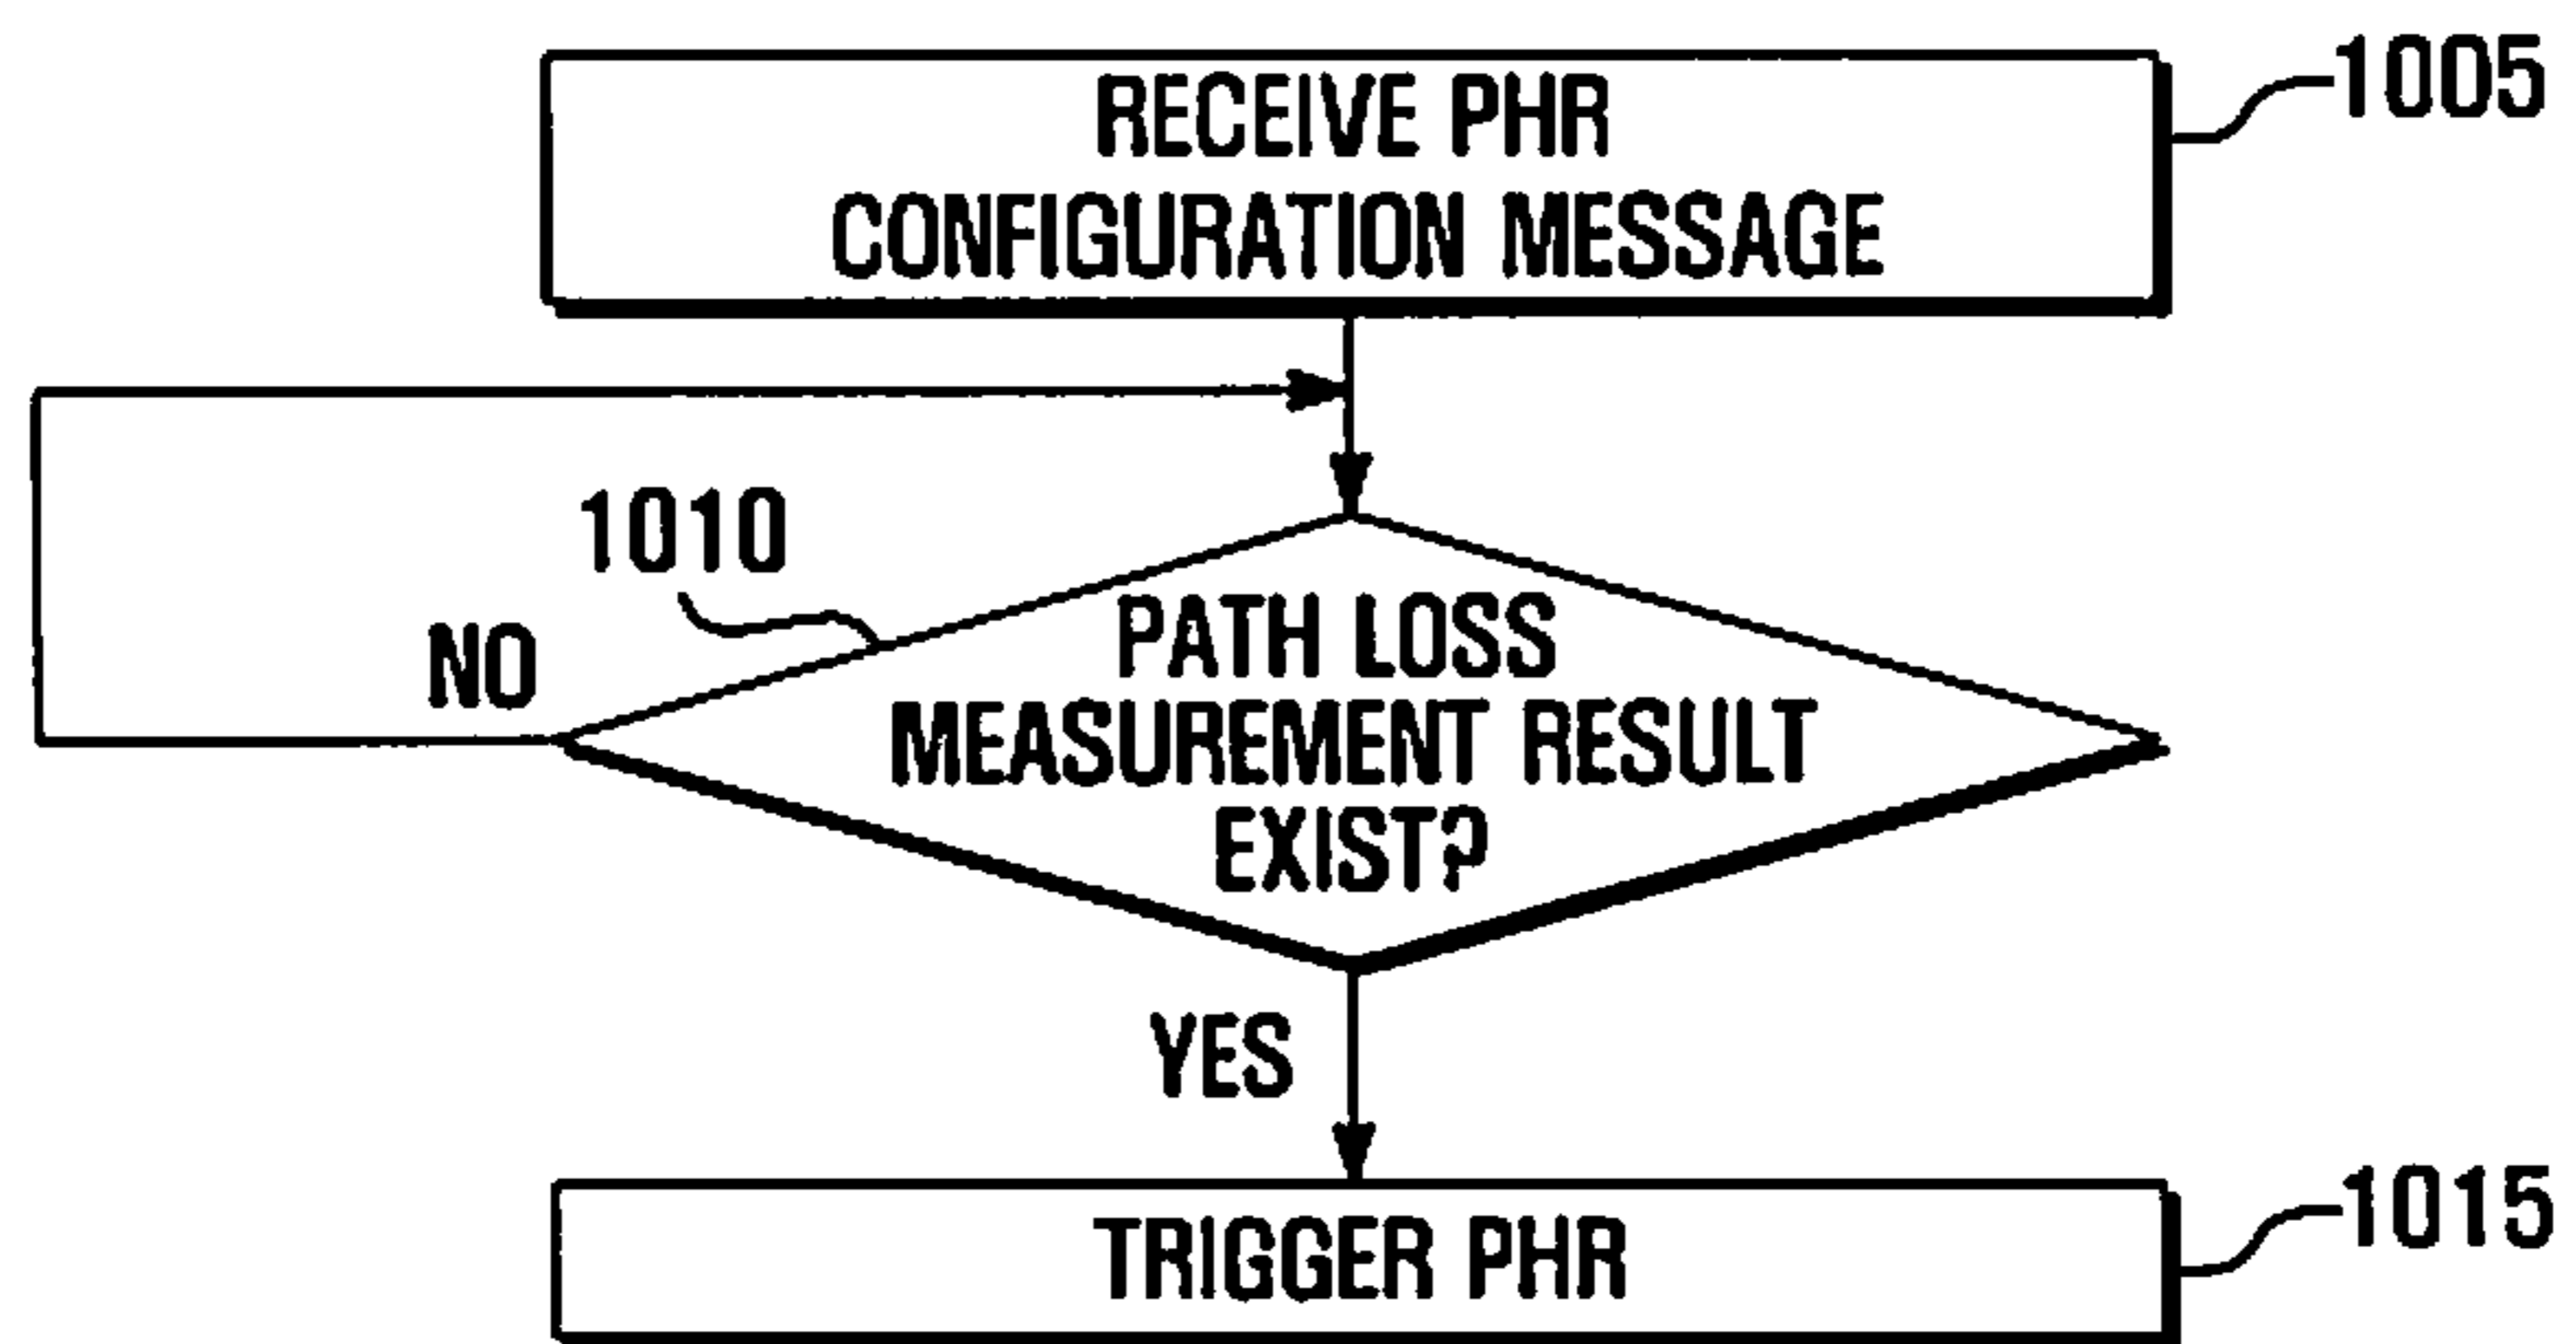 RECEIVE PHR
CONFIGURATION MESSAGE
1005
1010
NO
PATH LOSS
MEASUREMENT RESULT
EXIST?
YES
TRIGGER PHR
1015